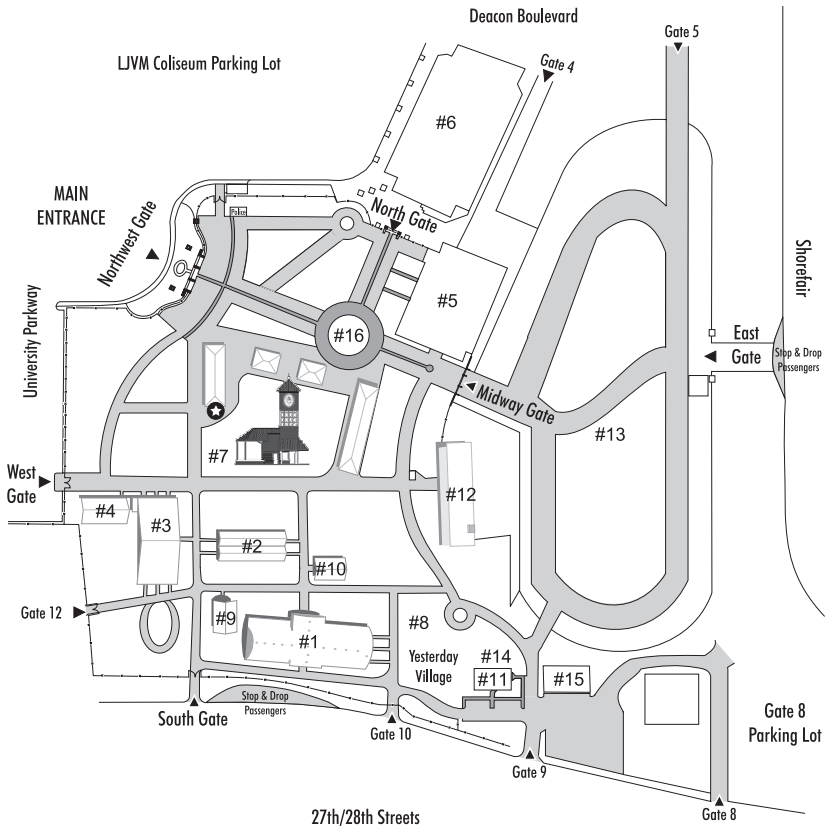 Deacon Boulevard
Gate 5
LJVM Coliseum Parking Lot
Gate 4
#6
MAIN
ENTRANCE
Northwest Gate
Police
North Gate
Shorefair
University Parkway
#5
#16
East
Gate
Stop & Drop
Passengers
Midway Gate
#13
#7
West
Gate
#12
#4
#3
#2
#10
Gate 12
#9
#8
#1
Yesterday
Village
#14
#11
#15
Stop & Drop
Passengers
South Gate
Gate 10
Gate 8
Parking Lot
Gate 9
Gate 8
27th/28th Streets